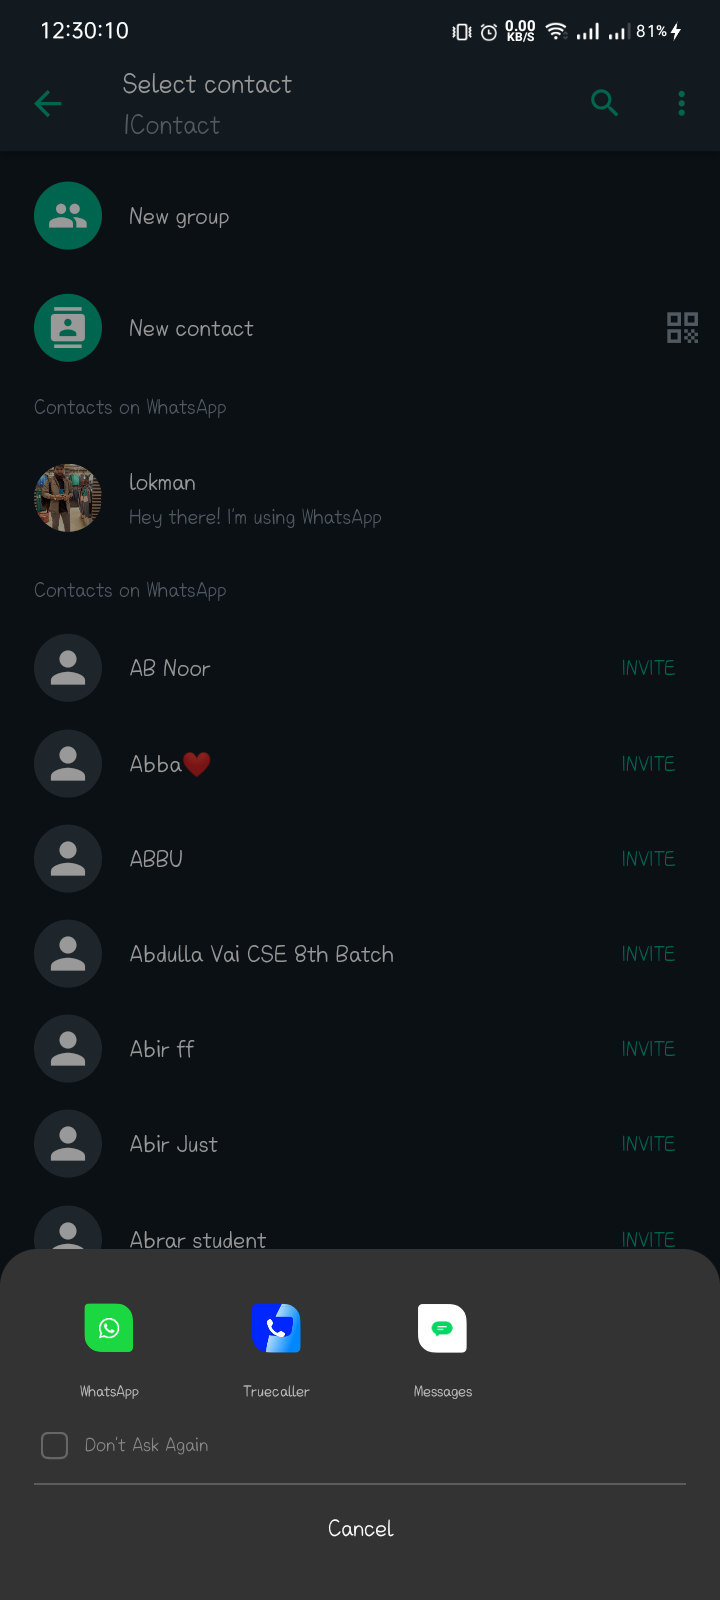 12:30:10
0.00
KB/S
81%
Select contact
1Contact
New group
New contact
Contacts on WhatsApp
lokman
Hey there! I'm using WhatsApp
Contacts on WhatsApp
AB Noor
INVITE
Abba❤️
INVITE
ABBU
INVITE
Abdulla Vai CSE 8th Batch
INVITE
Abir ff
INVITE
Abir Just
INVITE
Abrar student
INVITE
WhatsApp
Truecaller
Messages
Don't Ask Again
Cancel